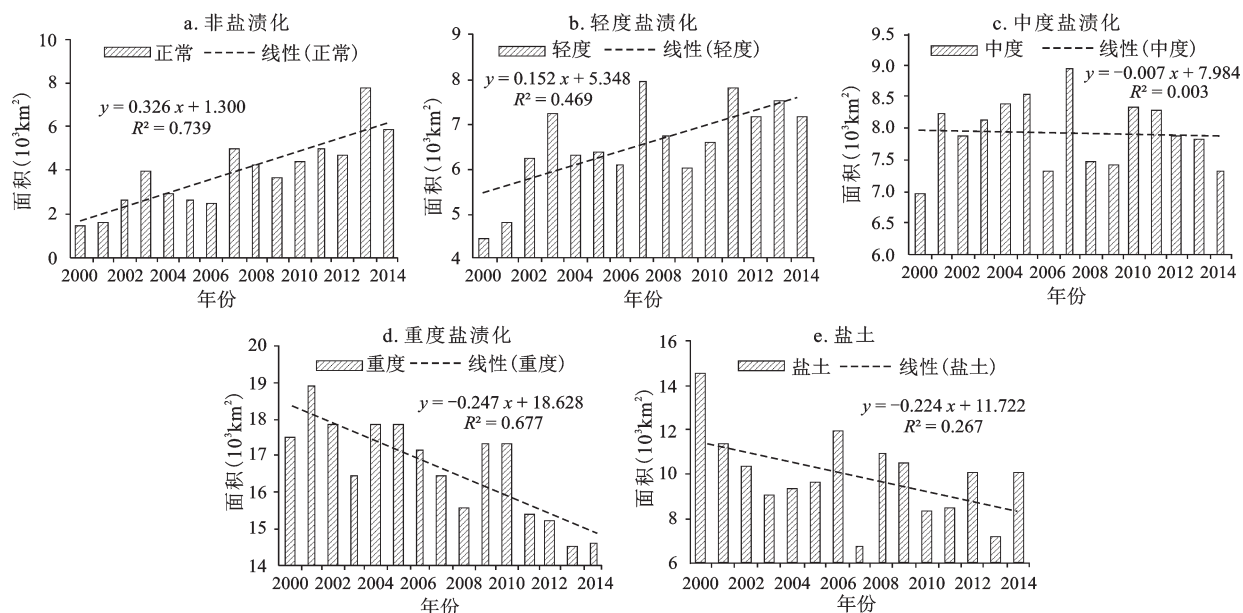 a. 非盐渍化
正常 线性(正常)
y = 0.326 x + 1.300
R² = 0.739
面积(10³km²)
10
8
6
4
2
0
2000 2002 2004 2006 2008 2010 2012 2014
年份
b. 轻度盐渍化
轻度 线性(轻度)
y = 0.152 x + 5.348
R² = 0.469
面积(10³km²)
9
8
7
6
5
4
2000 2002 2004 2006 2008 2010 2012 2014
年份
c. 中度盐渍化
中度 线性(中度)
y = −0.007 x + 7.984
R² = 0.003
面积(10³km²)
9.5
9.0
8.5
8.0
7.5
7.0
6.5
6.0
2000 2002 2004 2006 2008 2010 2012 2014
年份
d. 重度盐渍化
重度 线性(重度)
y = −0.247 x + 18.628
R² = 0.677
面积(10³km²)
20
19
18
17
16
15
14
2000 2002 2004 2006 2008 2010 2012 2014
年份
e. 盐土
盐土 线性(盐土)
y = −0.224 x + 11.722
R² = 0.267
面积(10³km²)
16
14
12
10
8
6
2000 2002 2004 2006 2008 2010 2012 2014
年份